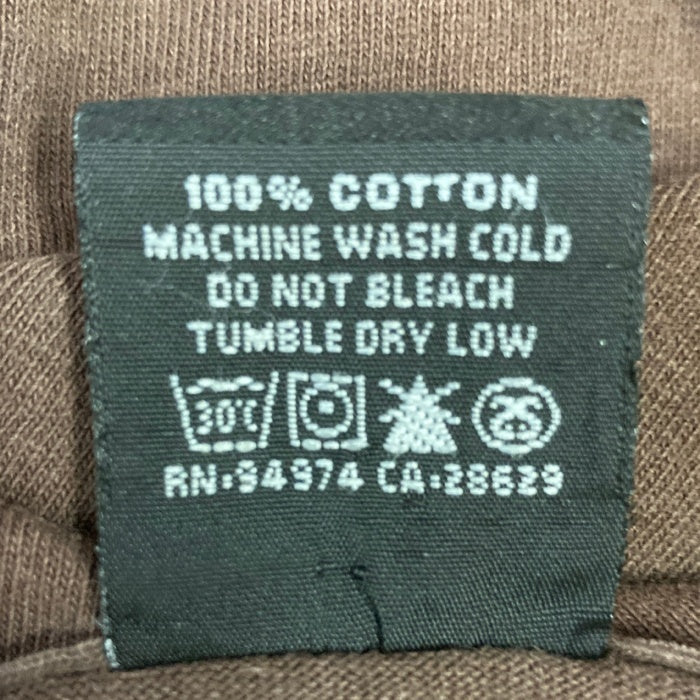 100% COTTON
MACHINE WASH COLD
DO NOT BLEACH
TUMBLE DRY LOW
30°C
RN:94974 CA:28629